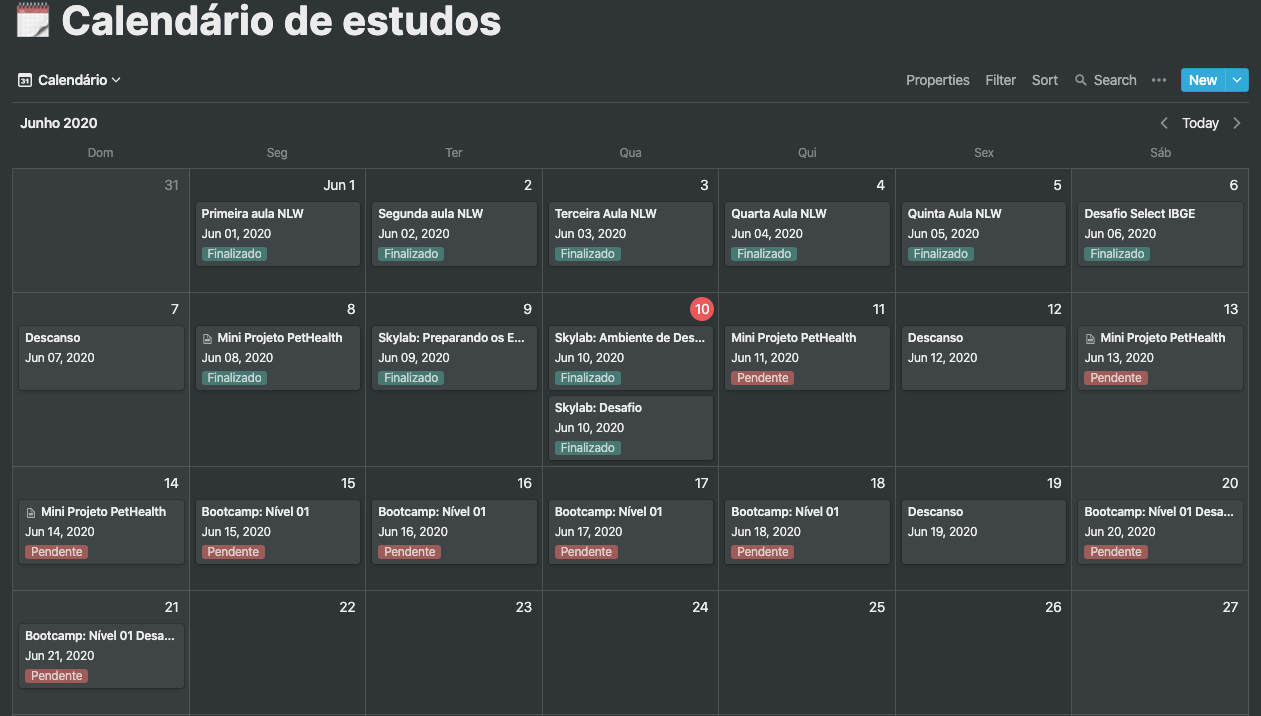 Calendário de estudos
31 Calendário
Properties Filter Sort Search ••• New
Junho 2020
Today
Dom Seg Ter Qua Qui Sex Sáb
31 Jun 1 2 3 4 5 6
Primeira aula NLW Segunda aula NLW Terceira Aula NLW Quarta Aula NLW Quinta Aula NLW Desafio Select IBGE
Jun 01, 2020 Jun 02, 2020 Jun 03, 2020 Jun 04, 2020 Jun 05, 2020 Jun 06, 2020
Finalizado Finalizado Finalizado Finalizado Finalizado Finalizado
7 8 9 10 11 12 13
Descanso Mini Projeto PetHealth Skylab: Preparando os E... Skylab: Ambiente de Des... Mini Projeto PetHealth Descanso Mini Projeto PetHealth
Jun 07, 2020 Jun 08, 2020 Jun 09, 2020 Jun 10, 2020 Jun 11, 2020 Jun 12, 2020 Jun 13, 2020
Finalizado Finalizado Finalizado Pendente Pendente
Skylab: Desafio
Jun 10, 2020
Finalizado
14 15 16 17 18 19 20
Mini Projeto PetHealth Bootcamp: Nível 01 Bootcamp: Nível 01 Bootcamp: Nível 01 Bootcamp: Nível 01 Descanso Bootcamp: Nível 01 Desa...
Jun 14, 2020 Jun 15, 2020 Jun 16, 2020 Jun 17, 2020 Jun 18, 2020 Jun 19, 2020 Jun 20, 2020
Pendente Pendente Pendente Pendente Pendente Pendente
21 22 23 24 25 26 27
Bootcamp: Nível 01 Desa...
Jun 21, 2020
Pendente